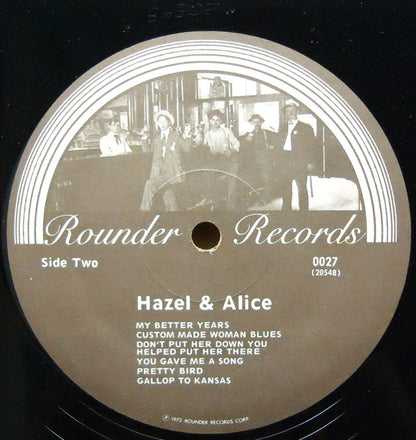 Rounder Records
Side Two
0027
(20548)
Hazel & Alice
MY BETTER YEARS
CUSTOM MADE WOMAN BLUES
DON'T PUT HER DOWN YOU
HELPED PUT HER THERE
YOU GAVE ME A SONG
PRETTY BIRD
GALLOP TO KANSAS
Ⓟ 1973 ROUNDER RECORDS CORP